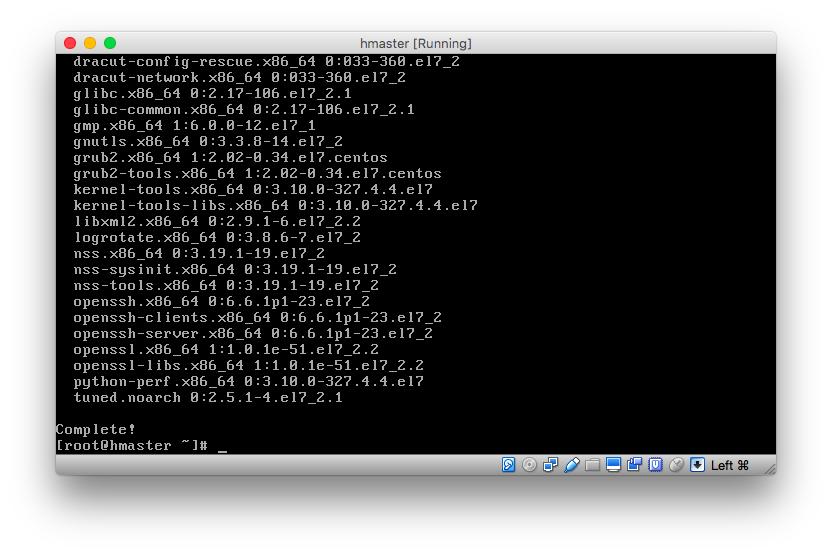 hmaster [Running]
dracut-config-rescue.x86_64 0:033-360.el7_2
dracut-network.x86_64 0:033-360.el7_2
glibc.x86_64 0:2.17-106.el7_2.1
glibc-common.x86_64 0:2.17-106.el7_2.1
gmp.x86_64 1:6.0.0-12.el7_1
gnutls.x86_64 0:3.3.8-14.el7_2
grub2.x86_64 1:2.02-0.34.el7.centos
grub2-tools.x86_64 1:2.02-0.34.el7.centos
kernel-tools.x86_64 0:3.10.0-327.4.4.el7
kernel-tools-libs.x86_64 0:3.10.0-327.4.4.el7
libxml2.x86_64 0:2.9.1-6.el7_2.2
logrotate.x86_64 0:3.8.6-7.el7_2
nss.x86_64 0:3.19.1-19.el7_2
nss-sysinit.x86_64 0:3.19.1-19.el7_2
nss-tools.x86_64 0:3.19.1-19.el7_2
openssh.x86_64 0:6.6.1p1-23.el7_2
openssh-clients.x86_64 0:6.6.1p1-23.el7_2
openssh-server.x86_64 0:6.6.1p1-23.el7_2
openssl.x86_64 1:1.0.1e-51.el7_2.2
openssl-libs.x86_64 1:1.0.1e-51.el7_2.2
python-perf.x86_64 0:3.10.0-327.4.4.el7
tuned.noarch 0:2.5.1-4.el7_2.1
Complete!
[root@hmaster ~]# _
Left ⌘